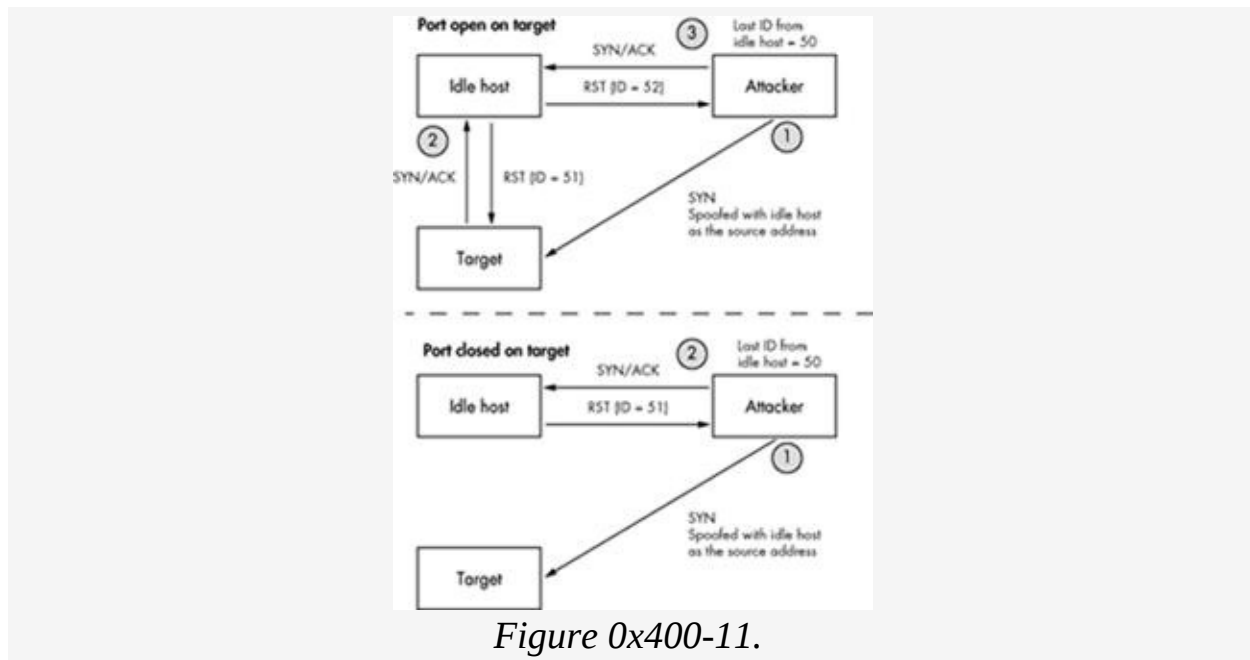 Port open on target
3
Last ID from
idle host = 50
SYN/ACK
Idle host
RST (ID = 52)
Attacker
2
1
SYN/ACK
RST (ID = 51)
SYN
Spoofed with idle host
as the source address
Target
Port closed on target
2
Last ID from
idle host = 50
SYN/ACK
Idle host
RST (ID = 51)
Attacker
1
SYN
Spoofed with idle host
as the source address
Target
Figure 0x400-11.